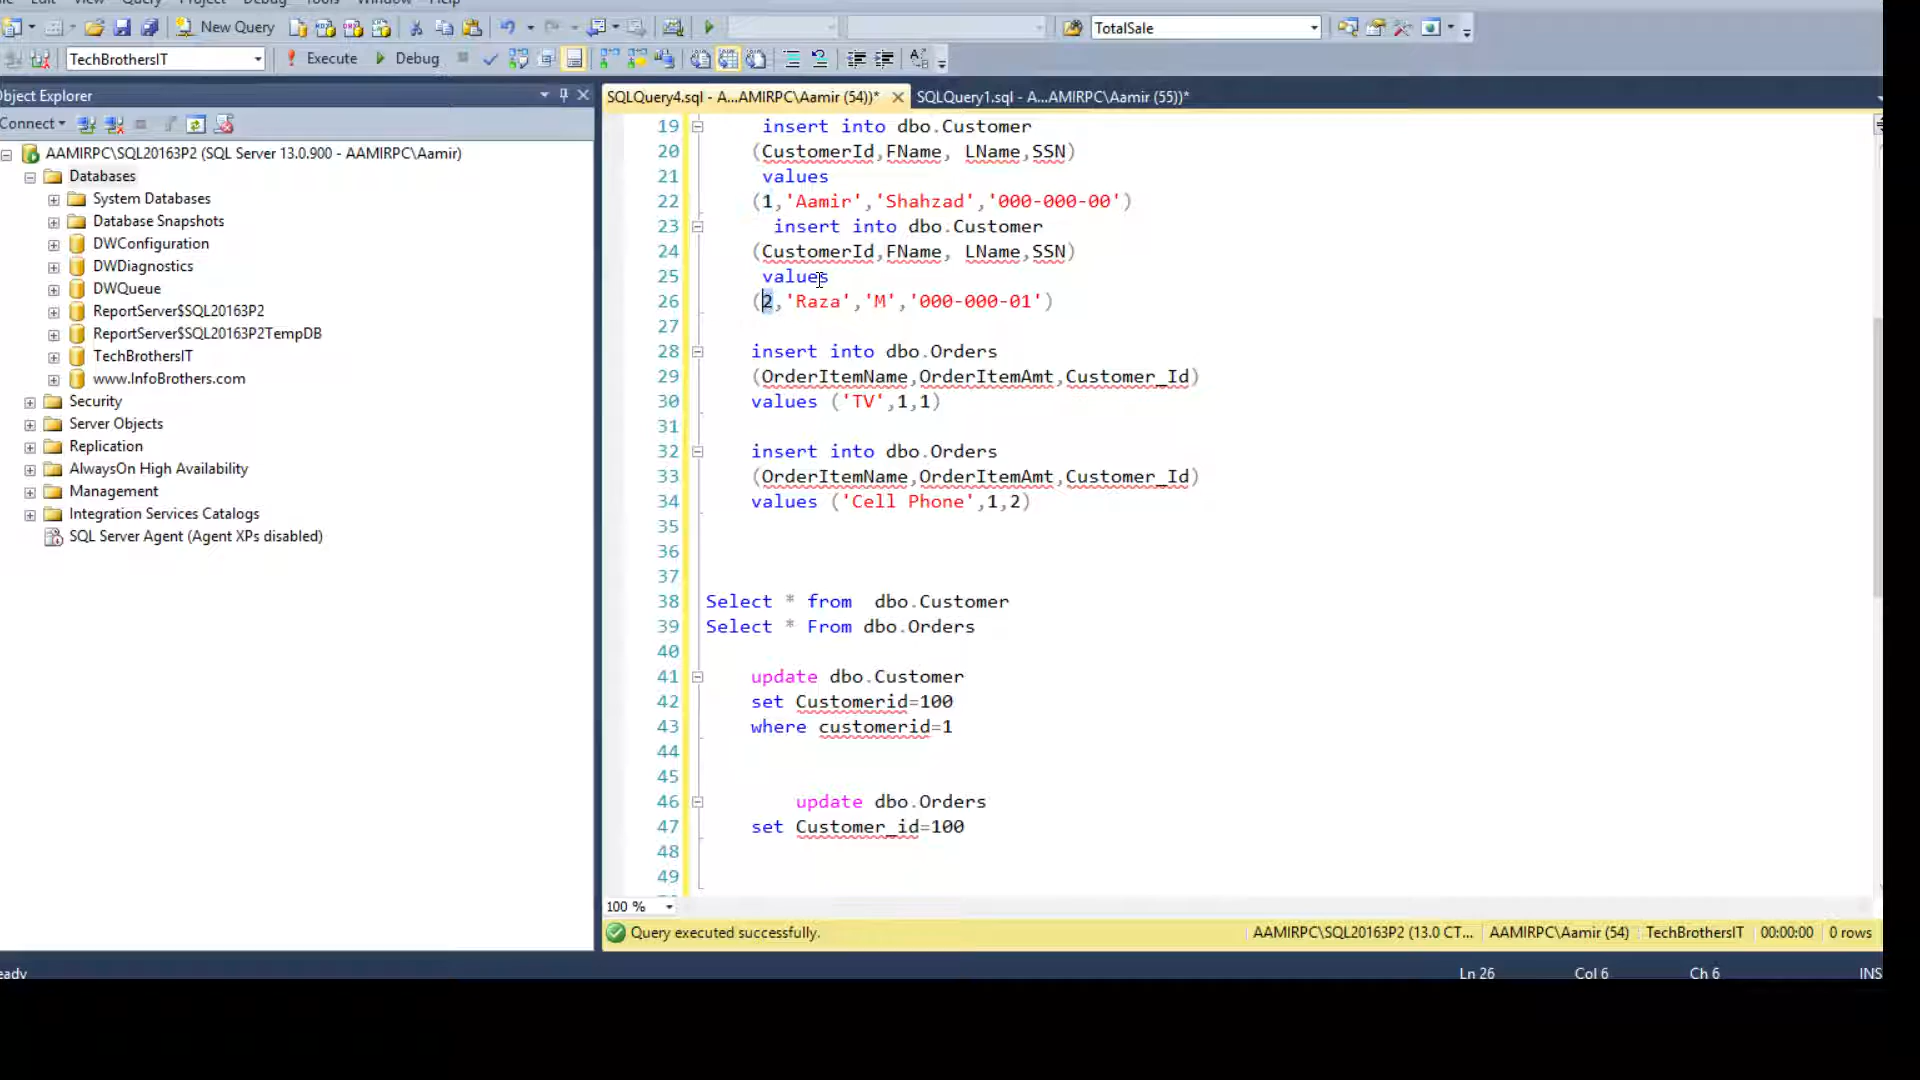 View Query Project Debug Tools Window Help
New Query
TotalSale
TechBrothersIT
Execute
Debug
Object Explorer
SQLQuery4.sql - A...AMIRPC\Aamir (54))*
SQLQuery1.sql - A...AMIRPC\Aamir (55))*
Connect
AAMIRPC\SQL20163P2 (SQL Server 13.0.900 - AAMIRPC\Aamir)
Databases
System Databases
Database Snapshots
DWConfiguration
DWDiagnostics
DWQueue
ReportServer$SQL20163P2
ReportServer$SQL20163P2TempDB
TechBrothersIT
www.InfoBrothers.com
Security
Server Objects
Replication
AlwaysOn High Availability
Management
Integration Services Catalogs
SQL Server Agent (Agent XPs disabled)
19 insert into dbo.Customer
20 (CustomerId,FName, LName,SSN)
21 values
22 (1,'Aamir','Shahzad','000-000-00')
23 insert into dbo.Customer
24 (CustomerId,FName, LName,SSN)
25 values
26 (2,'Raza','M','000-000-01')
27
28 insert into dbo.Orders
29 (OrderItemName,OrderItemAmt,Customer_Id)
30 values ('TV',1,1)
31
32 insert into dbo.Orders
33 (OrderItemName,OrderItemAmt,Customer_Id)
34 values ('Cell Phone',1,2)
35
36
37
38 Select * from dbo.Customer
39 Select * From dbo.Orders
40
41 update dbo.Customer
42 set Customerid=100
43 where customerid=1
44
45
46 update dbo.Orders
47 set Customer_id=100
48
49
100 %
Query executed successfully.
AAMIRPC\SQL20163P2 (13.0 CT...
AAMIRPC\Aamir (54)
TechBrothersIT
00:00:00
0 rows
eady
Ln 26
Col 6
Ch 6
INS